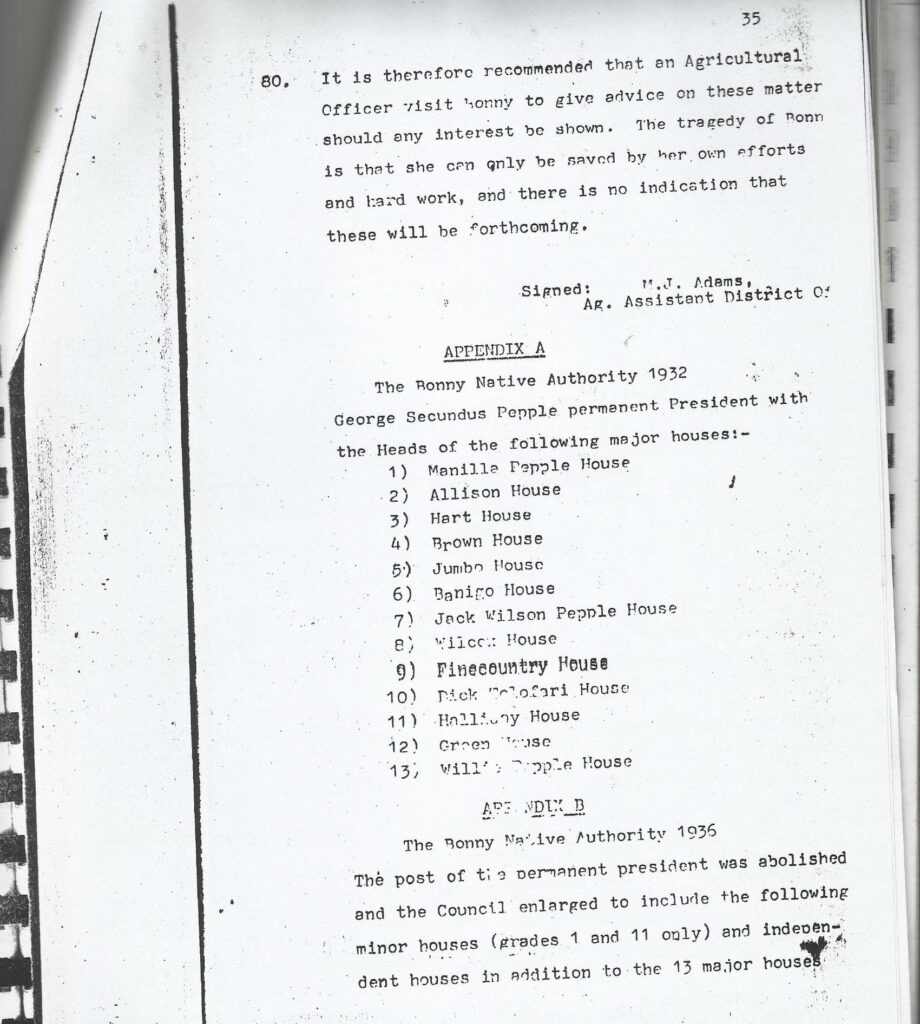 35
80. It is therefore recommended that an Agricultural
Officer visit Bonny to give advice on these matter
should any interest be shown. The tragedy of Bonn
is that she can only be saved by her own efforts
and hard work, and there is no indication that
these will be forthcoming.
Signed: M.J. Adams,
Ag. Assistant District Of
APPENDIX A
The Bonny Native Authority 1932
George Secundus Pepple permanent President with
the Heads of the following major houses:-
1) Manilla Pepple House
2) Allison House
3) Hart House
4) Brown House
5) Jumbo House
6) Banigo House
7) Jack Wilson Pepple House
8) Wilcox House
9) Finecountry House
10) Dick House
11) Halliday House
12) Green House
13) Pepple House
APPENDIX B
The Bonny Native Authority 1936
The post of the permanent president was abolished
and the Council enlarged to include the following
minor houses (grades 1 and 11 only) and indepen-
dent houses in addition to the 13 major houses